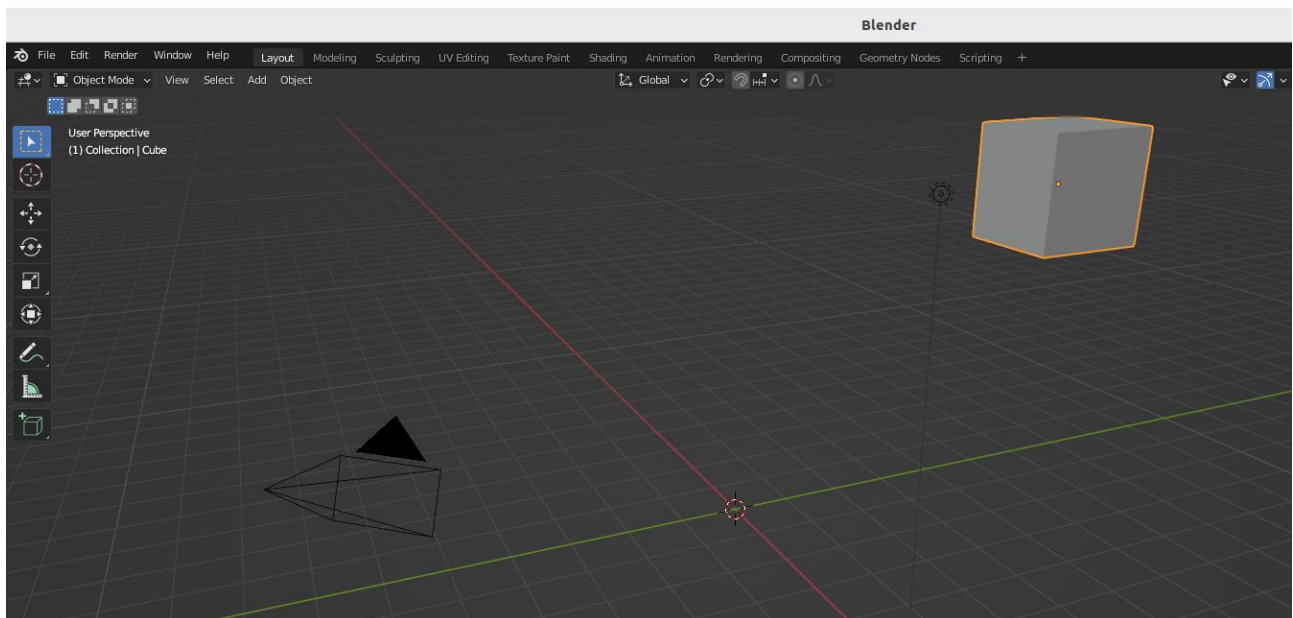 Blender
File Edit Render Window Help Layout Modeling Sculpting UV Editing Texture Paint Shading Animation Rendering Compositing Geometry Nodes Scripting +
Object Mode View Select Add Object Global
User Perspective
(1) Collection | Cube